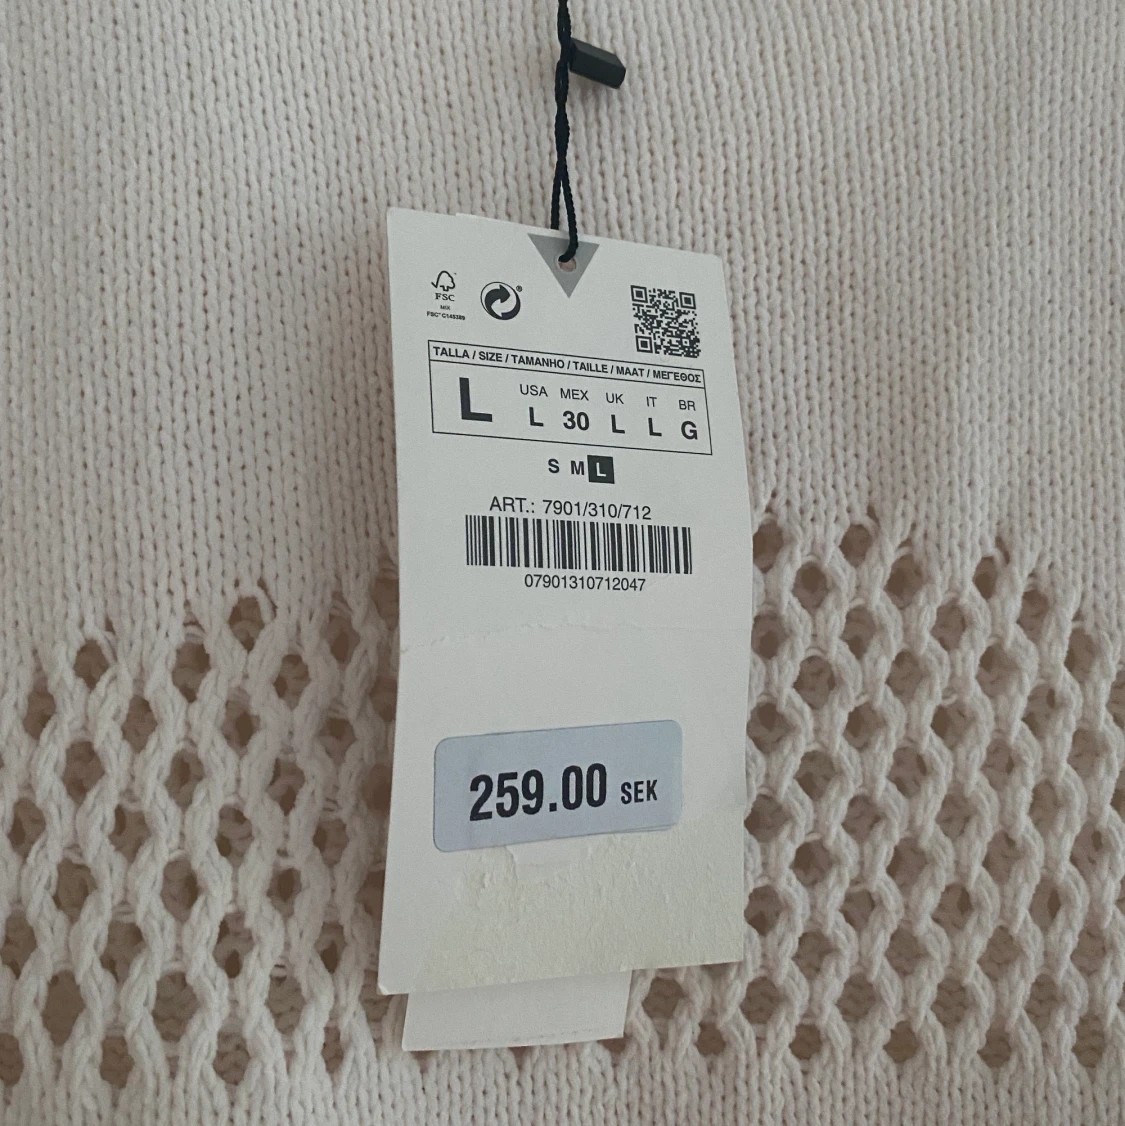 FSC
MIX
FSC® C145389
®
TALLA / SIZE / TAMANHO / TAILLE / MAAT / ΜΕΓΕΘΟΣ
USA MEX UK IT BR
L L 30 L L G
S M L
ART.: 7901/310/712
07901310712047
259.00 SEK